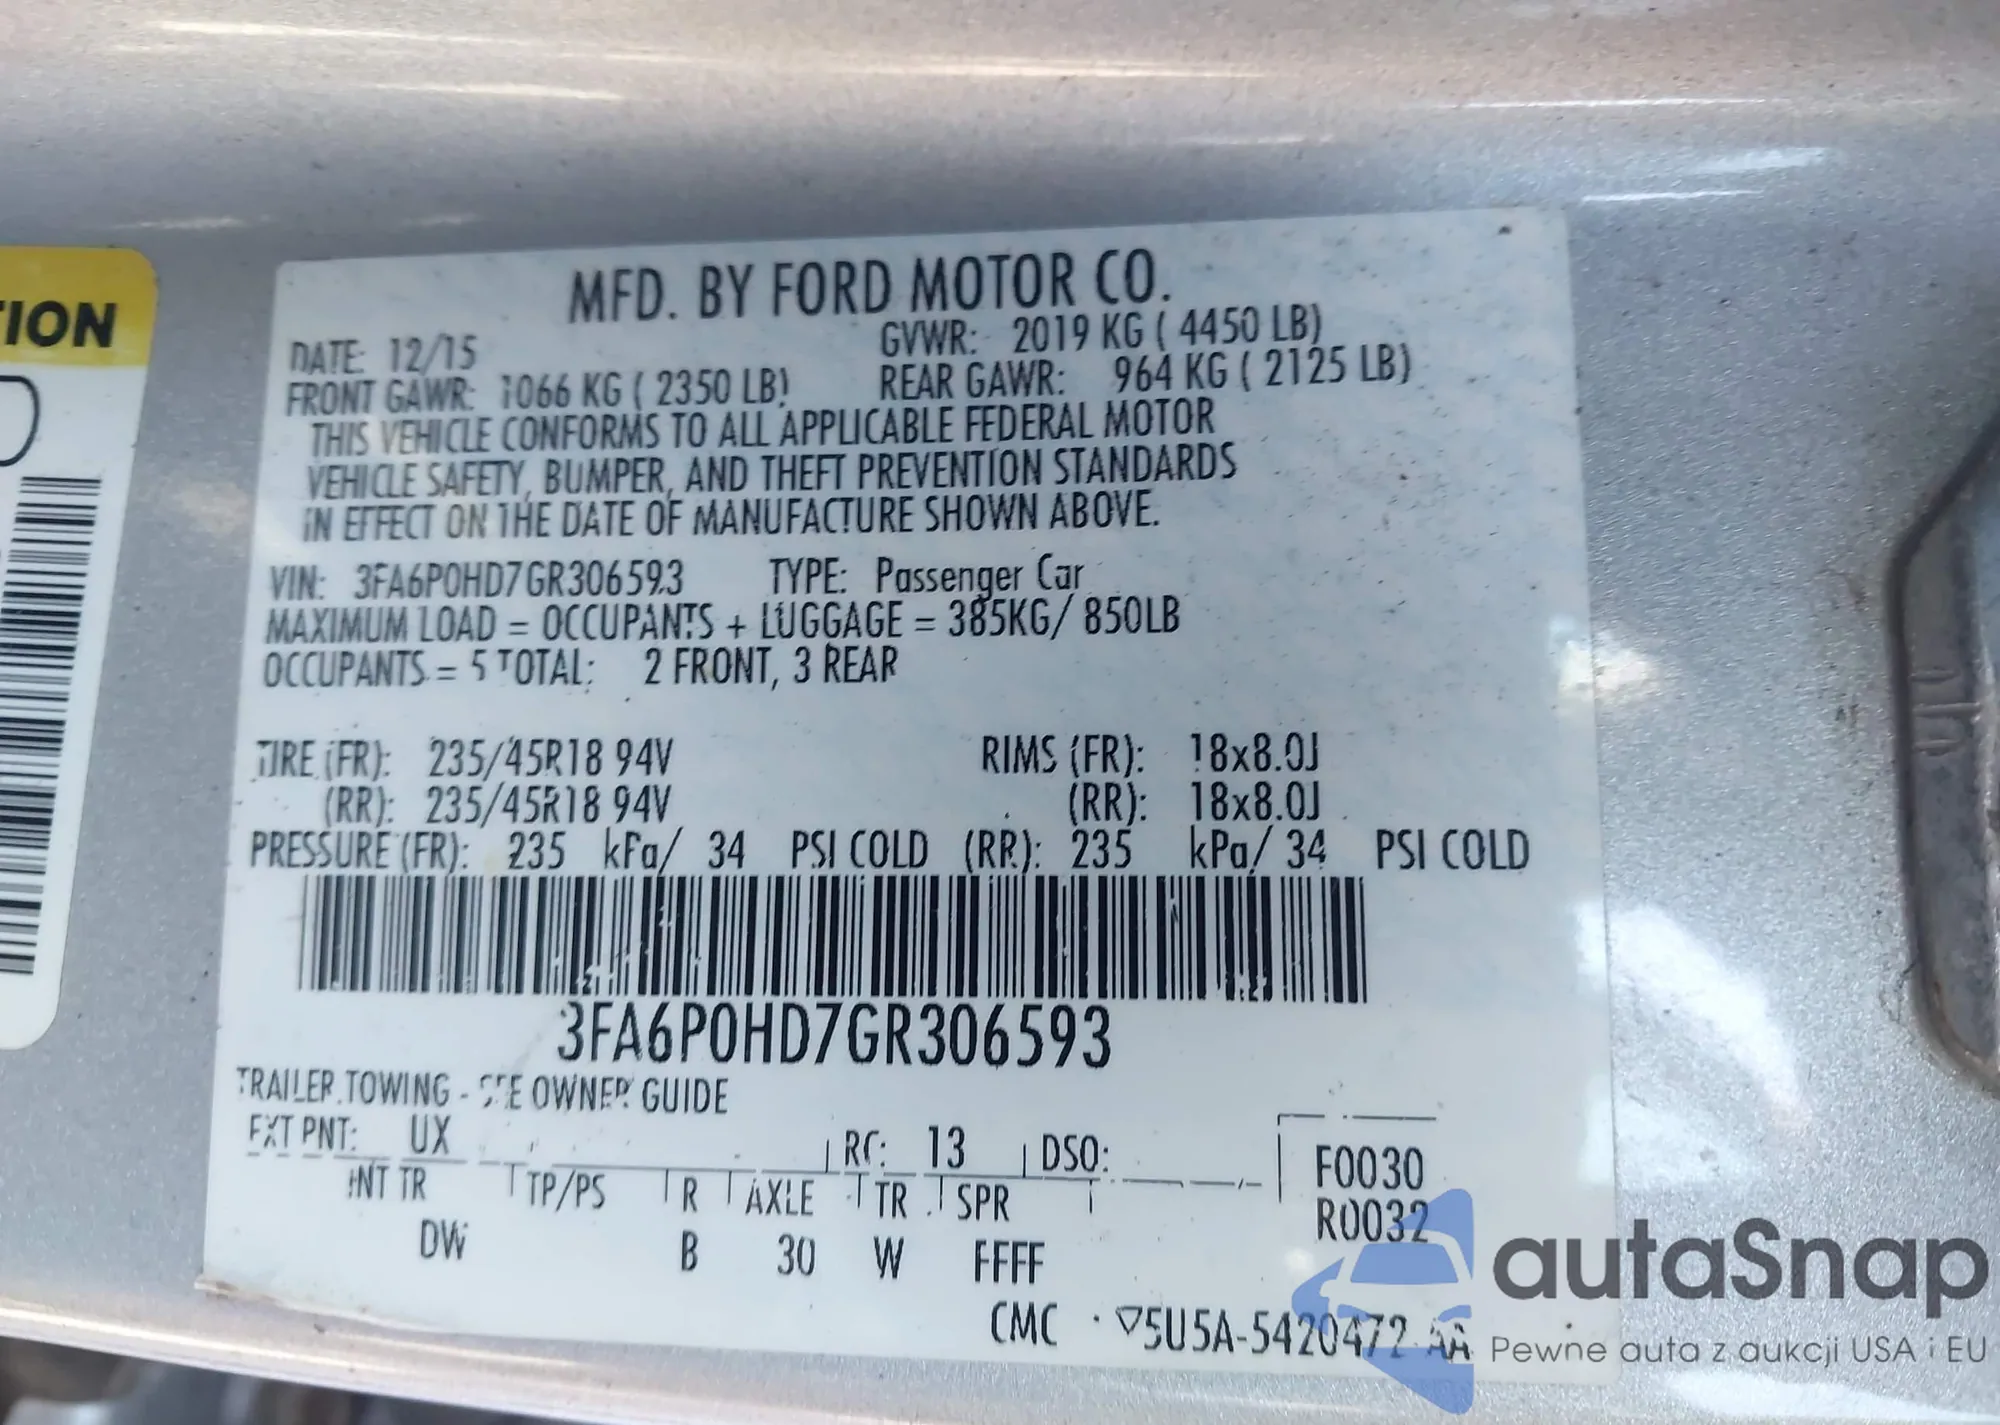 TION
MFD. BY FORD MOTOR CO.
DATE: 12/15 GVWR: 2019 KG ( 4450 LB)
FRONT GAWR: 1066 KG ( 2350 LB) REAR GAWR: 964 KG ( 2125 LB)
THIS VEHICLE CONFORMS TO ALL APPLICABLE FEDERAL MOTOR
VEHICLE SAFETY, BUMPER, AND THEFT PREVENTION STANDARDS
IN EFFECT ON THE DATE OF MANUFACTURE SHOWN ABOVE.
VIN: 3FA6P0HD7GR306593 TYPE: Passenger Car
MAXIMUM LOAD = OCCUPANTS + LUGGAGE = 385KG/ 850LB
OCCUPANTS = 5 TOTAL: 2 FRONT, 3 REAR
TIRE (FR): 235/45R18 94V RIMS (FR): 18x8.0J
(RR): 235/45R18 94V (RR): 18x8.0J
PRESSURE (FR): 235 kPa/ 34 PSI COLD (RR): 235 kPa/ 34 PSI COLD
3FA6P0HD7GR306593
TRAILER TOWING - SEE OWNER GUIDE
EXT PNT: UX RC: 13 DSO:
INT TR TP/PS R AXLE TR SPR
DW B 30 W FFFF
F0030
R0032
CMC ▽5U5A-5420472 AA
autaSnap
Pewne auta z aukcji USA i EU